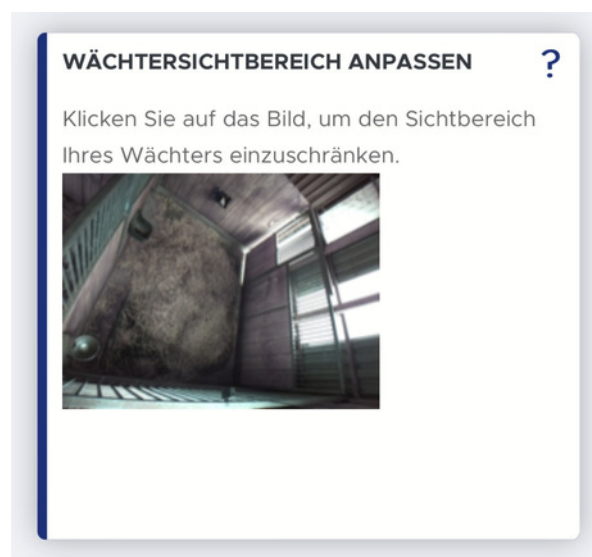 WÄCHTERSICHTBEREICH ANPASSEN ?
Klicken Sie auf das Bild, um den Sichtbereich
Ihres Wächters einzuschränken.